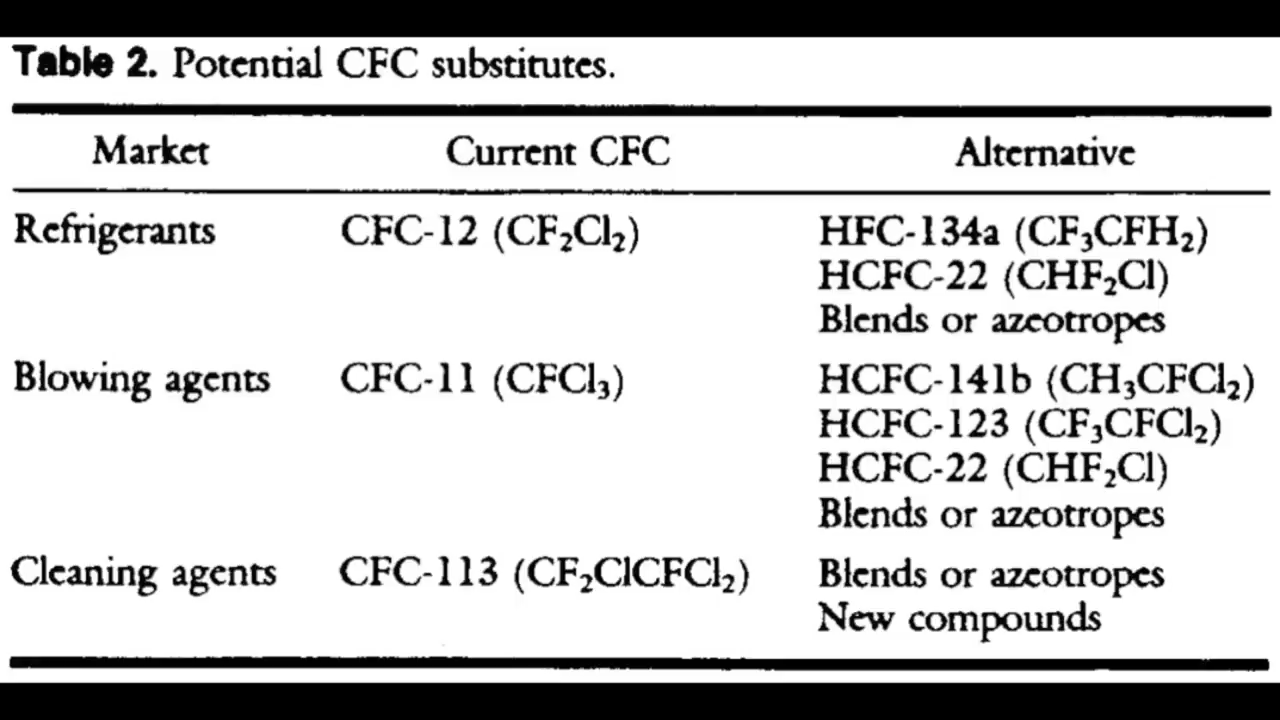 Table 2. Potential CFC substitutes.
Market Current CFC Alternative
Refrigerants CFC-12 (CF₂Cl₂) HFC-134a (CF₃CFH₂)
HCFC-22 (CHF₂Cl)
Blends or azeotropes
Blowing agents CFC-11 (CFCl₃) HCFC-141b (CH₃CFCl₂)
HCFC-123 (CF₃CFCl₂)
HCFC-22 (CHF₂Cl)
Blends or azeotropes
Cleaning agents CFC-113 (CF₂ClCFCl₂) Blends or azeotropes
New compounds